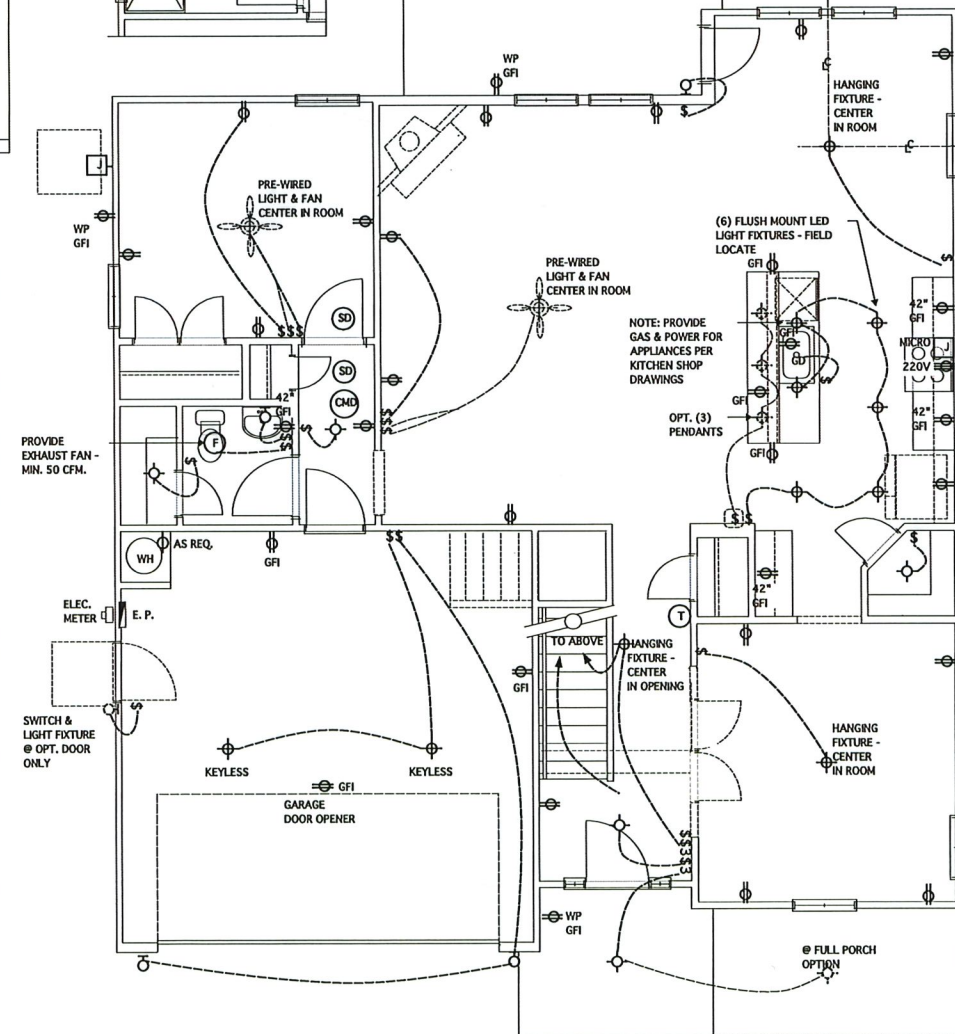 WP
GFI
HANGING
FIXTURE -
CENTER
IN ROOM
PRE-WIRED
LIGHT & FAN
CENTER IN ROOM
WP
GFI
(6) FLUSH MOUNT LED
LIGHT FIXTURES - FIELD
LOCATE
GFI
PRE-WIRED
LIGHT & FAN
CENTER IN ROOM
SD
$$$
NOTE: PROVIDE
GAS & POWER FOR
APPLIANCES PER
KITCHEN SHOP
DRAWINGS
GFI
GD
42"
GFI
MICRO
220V
SD
CMD
42"
GFI
GFI
42"
GFI
OPT. (3)
PENDANTS
GFI
PROVIDE
EXHAUST FAN -
MIN. 50 CFM.
F
$
$
$
$
$$
$$
$
WH
AS REQ.
GFI
42"
GFI
ELEC.
METER
E. P.
T
TO ABOVE
HANGING
FIXTURE -
CENTER
IN OPENING
GFI
$
SWITCH &
LIGHT FIXTURE
@ OPT. DOOR
ONLY
HANGING
FIXTURE -
CENTER
IN ROOM
KEYLESS
KEYLESS
GFI
GARAGE
DOOR OPENER
WP
GFI
@ FULL PORCH
OPTION